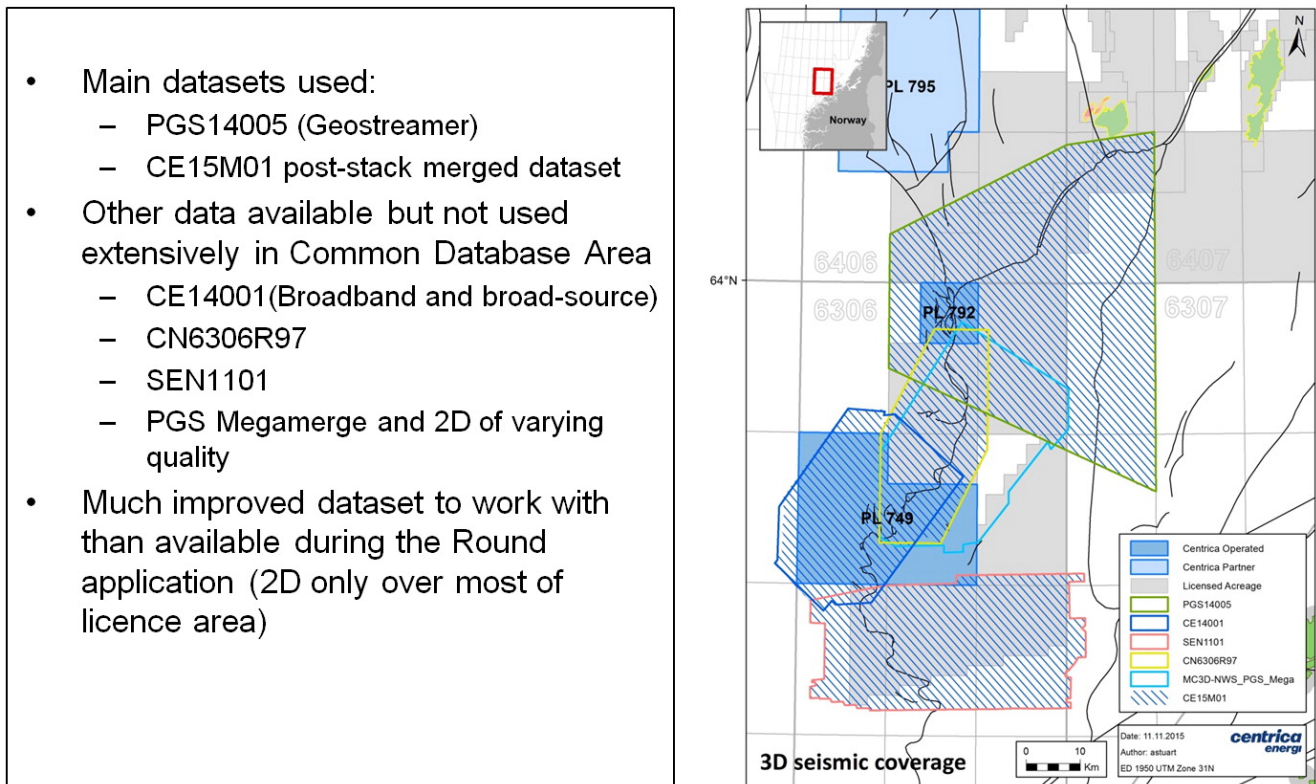 • Main datasets used:
– PGS14005 (Geostreamer)
– CE15M01 post-stack merged dataset
• Other data available but not used
extensively in Common Database Area
– CE14001(Broadband and broad-source)
– CN6306R97
– SEN1101
– PGS Megamerge and 2D of varying
quality
• Much improved dataset to work with
than available during the Round
application (2D only over most of
licence area)
N
PL 795
Norway
6406
6407
64°N
6306
6307
PL 792
PL 749
Centrica Operated
Centrica Partner
Licensed Acreage
PGS14005
CE14001
SEN1101
CN6306R97
MC3D-NWS_PGS_Mega
CE15M01
3D seismic coverage
0 10
Km
Date: 11.11.2015
Author: astuart
ED 1950 UTM Zone 31N
centrica
energi